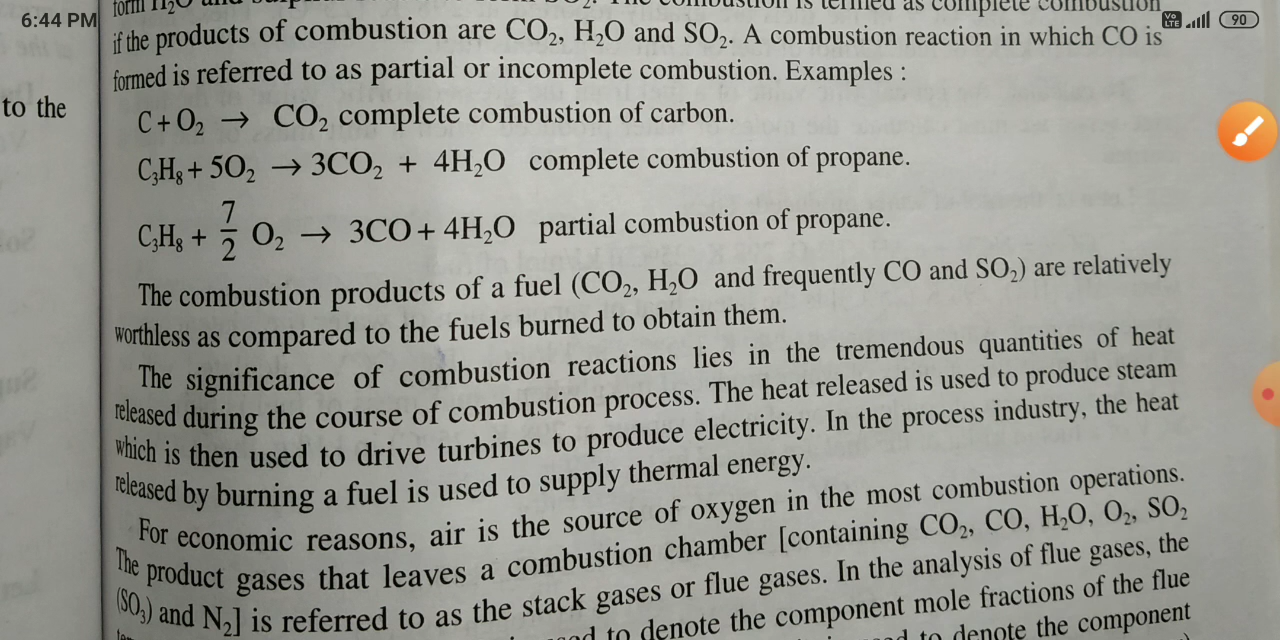 6:44 PM
Vo
LTE
90
if the products of combustion are CO₂, H₂O and SO₂. A combustion reaction in which CO is
formed is referred to as partial or incomplete combustion. Examples :
to the
C + O₂ → CO₂ complete combustion of carbon.
C₃H₈ + 5O₂ → 3CO₂ + 4H₂O complete combustion of propane.
C₃H₈ + 7/2 O₂ → 3CO + 4H₂O partial combustion of propane.
The combustion products of a fuel (CO₂, H₂O and frequently CO and SO₂) are relatively
worthless as compared to the fuels burned to obtain them.
The significance of combustion reactions lies in the tremendous quantities of heat
released during the course of combustion process. The heat released is used to produce steam
which is then used to drive turbines to produce electricity. In the process industry, the heat
released by burning a fuel is used to supply thermal energy.
For economic reasons, air is the source of oxygen in the most combustion operations.
The product gases that leaves a combustion chamber [containing CO₂, CO, H₂O, O₂, SO₂
(SO₃) and N₂] is referred to as the stack gases or flue gases. In the analysis of flue gases, the
to denote the component mole fractions of the flue
to denote the component